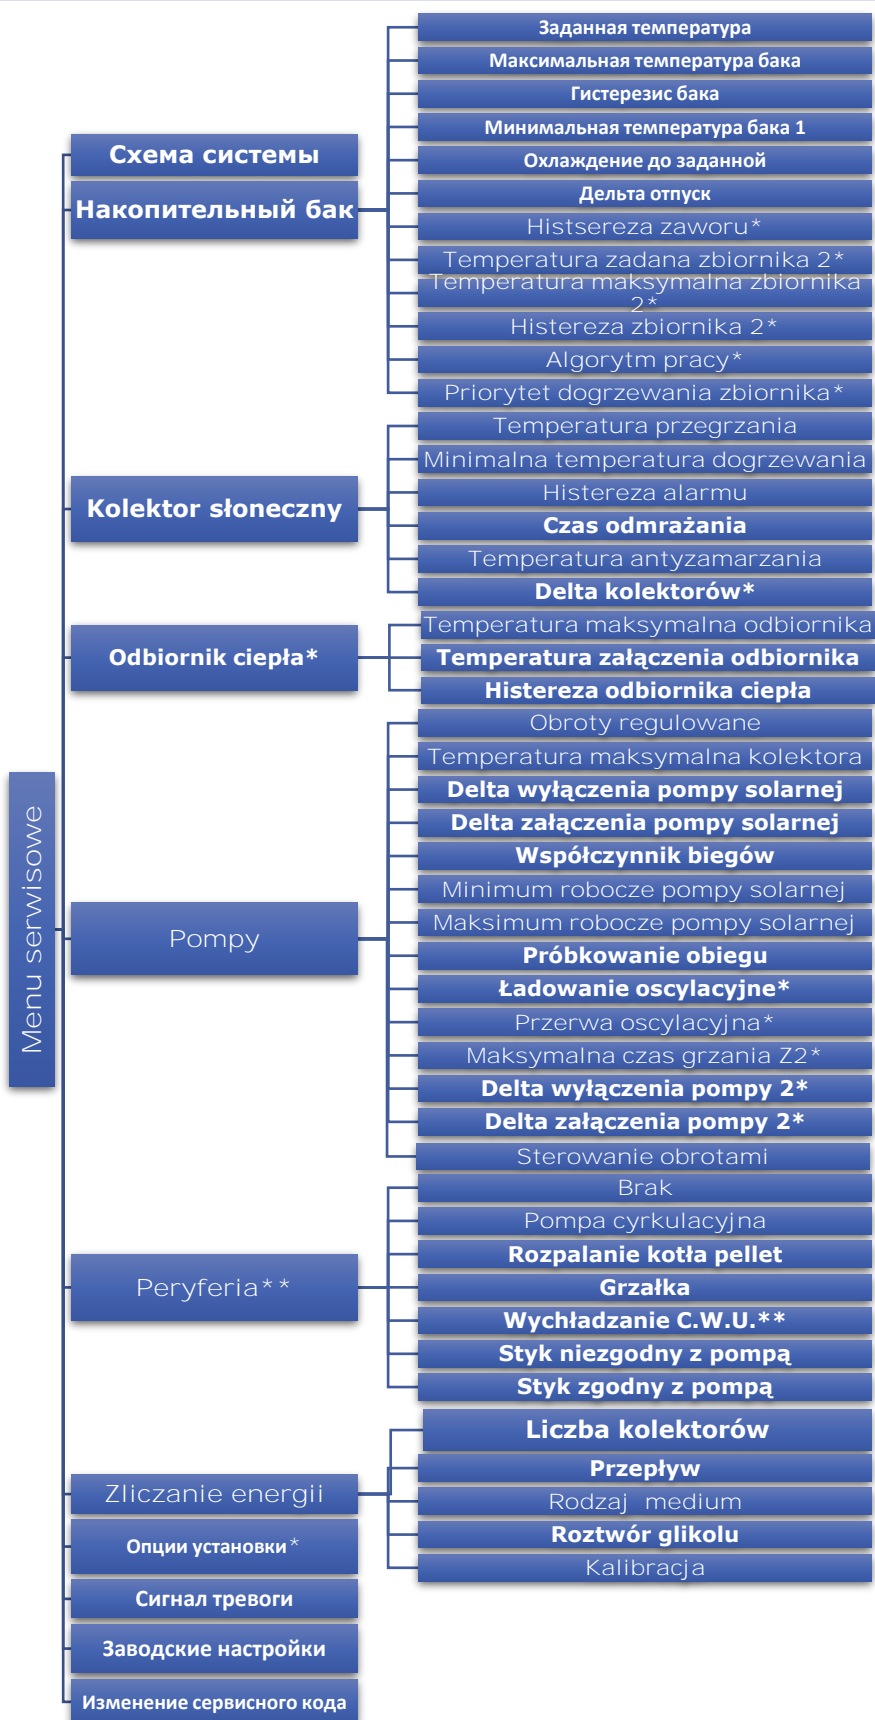 Menu serwisowe
Схема системы
Накопительный бак
Заданная температура
Максимальная температура бака
Гистерезис бака
Минимальная температура бака 1
Охлаждение до заданной
Дельта отпуск
Histsereza zaworu*
Temperatura zadana zbiornika 2*
Temperatura maksymalna zbiornika
2*
Histereza zbiornika 2*
Algorytm pracy*
Priorytet dogrzewania zbiornika*
Kolektor słoneczny
Temperatura przegrzania
Minimalna temperatura dogrzewania
Histereza alarmu
Czas odmrażania
Temperatura antyzamarzania
Delta kolektorów*
Odbiornik ciepła*
Temperatura maksymalna odbiornika
Temperatura załączenia odbiornika
Histereza odbiornika ciepła
Pompy
Obroty regulowane
Temperatura maksymalna kolektora
Delta wyłączenia pompy solarnej
Delta załączenia pompy solarnej
Współczynnik biegów
Minimum robocze pompy solarnej
Maksimum robocze pompy solarnej
Próbkowanie obiegu
Ładowanie oscylacyjne*
Przerwa oscylacyjna*
Maksymalna czas grzania Z2*
Delta wyłączenia pompy 2*
Delta załączenia pompy 2*
Sterowanie obrotami
Peryferia**
Brak
Pompa cyrkulacyjna
Rozpalanie kotła pellet
Grzałka
Wychładzanie C.W.U.**
Styk niezgodny z pompą
Styk zgodny z pompą
Zliczanie energii
Liczba kolektorów
Przepływ
Rodzaj medium
Roztwór glikolu
Kalibracja
Опции установки*
Сигнал тревоги
Заводские настройки
Изменение сервисного кода